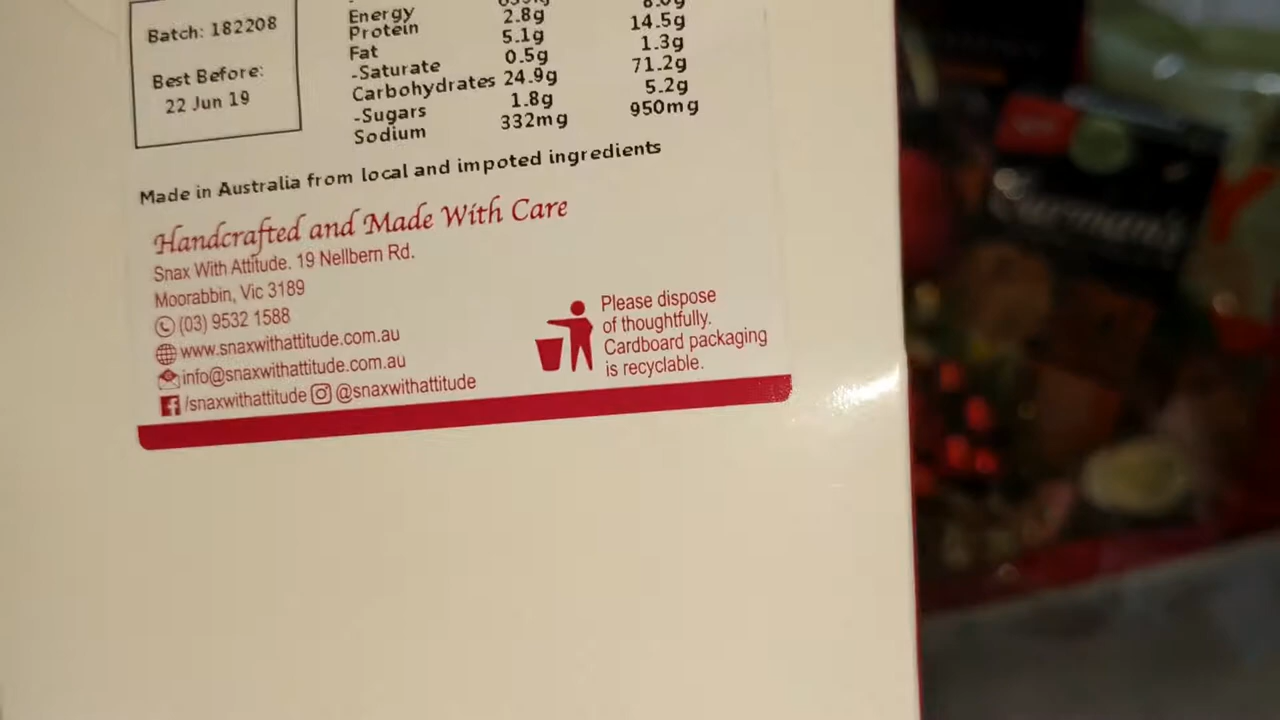 Batch: 182208
Best Before:
22 Jun 19
Energy
Protein 2.8g
Fat 5.1g 14.5g
-Saturate 0.5g 1.3g
Carbohydrates 24.9g 71.2g
-Sugars 1.8g 5.2g
Sodium 332mg 950mg
Made in Australia from local and impoted ingredients
Handcrafted and Made With Care
Snax With Attitude. 19 Nellbern Rd.
Moorabbin, Vic 3189
(03) 9532 1588
www.snaxwithattitude.com.au
info@snaxwithattitude.com.au
/snaxwithattitude @snaxwithattitude
Please dispose
of thoughtfully.
Cardboard packaging
is recyclable.
Carman's